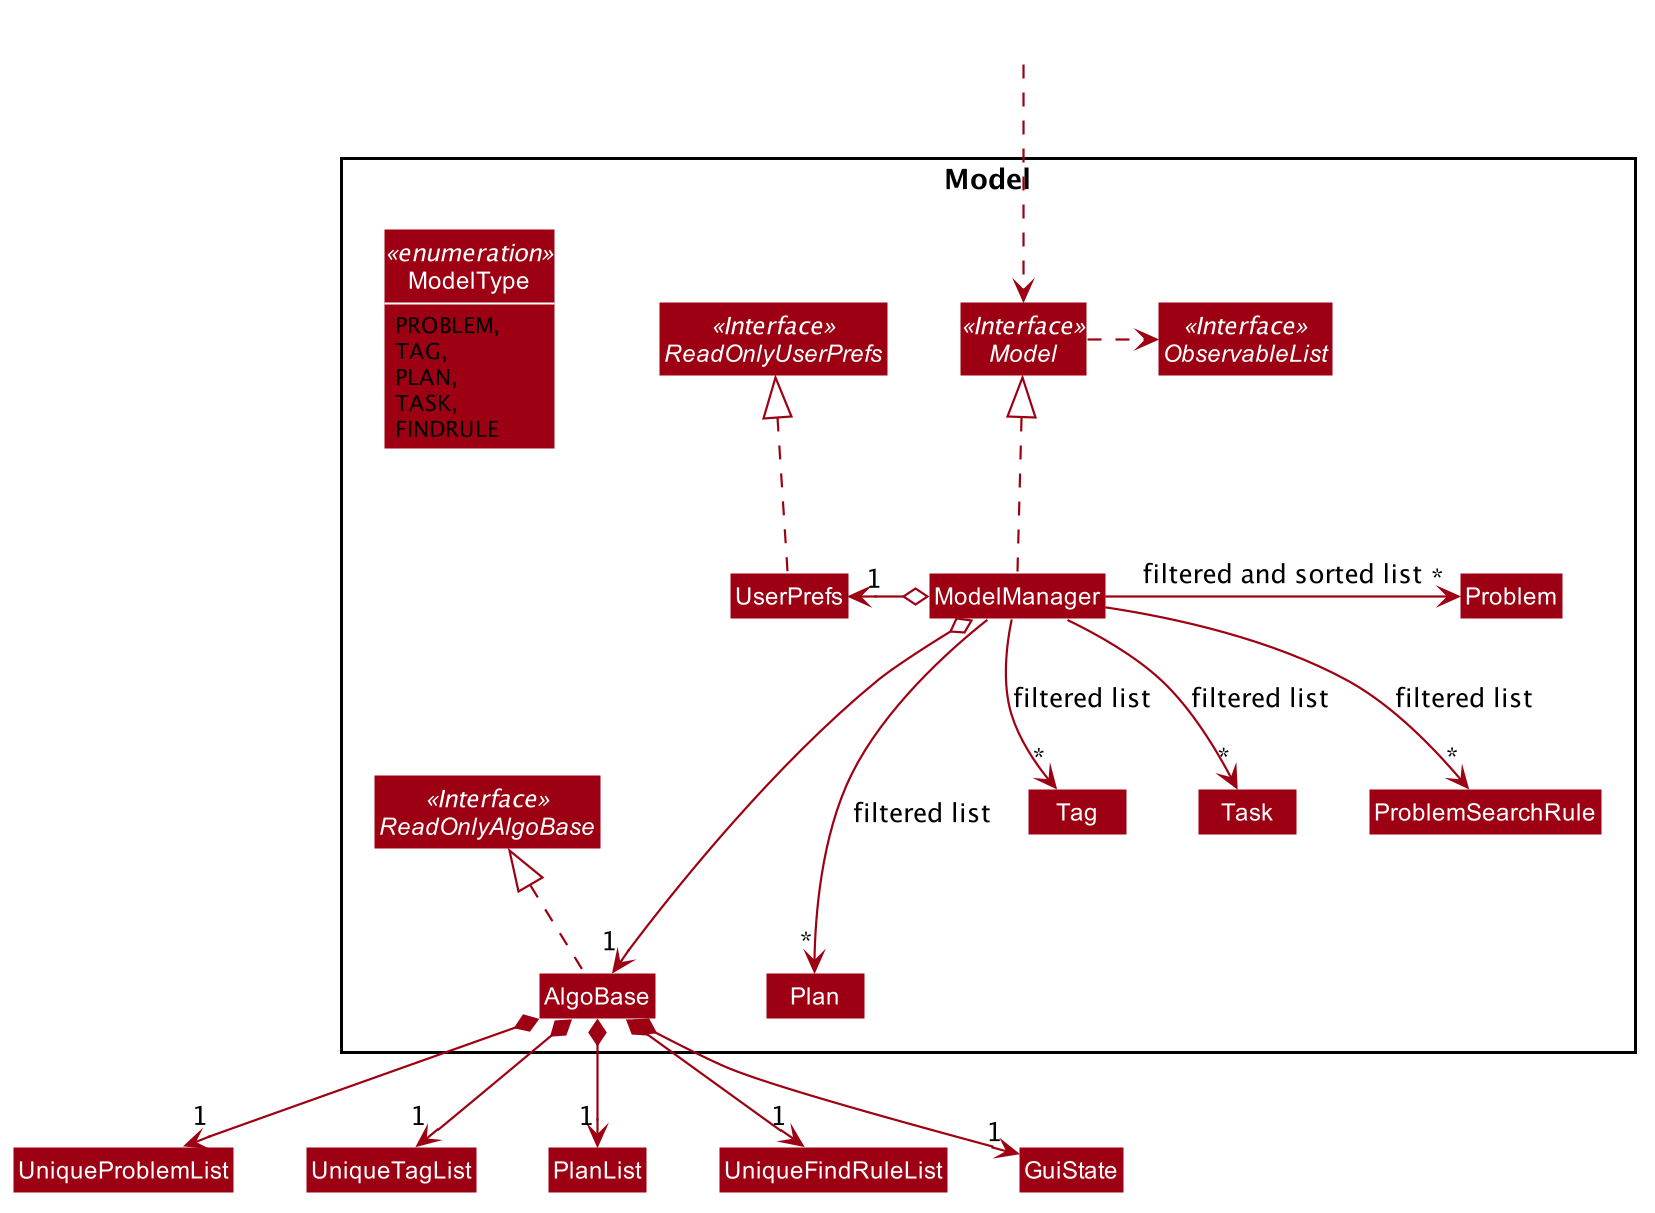 Model
«enumeration»
ModelType
PROBLEM,
TAG,
PLAN,
TASK,
FINDRULE
«Interface»
ReadOnlyUserPrefs
«Interface»
Model
«Interface»
ObservableList
UserPrefs
1
ModelManager
filtered and sorted list
*
Problem
filtered list
filtered list
filtered list
*
*
*
«Interface»
ReadOnlyAlgoBase
filtered list
Tag
Task
ProblemSearchRule
1
*
AlgoBase
Plan
1
1
1
1
1
UniqueProblemList
UniqueTagList
PlanList
UniqueFindRuleList
GuiState